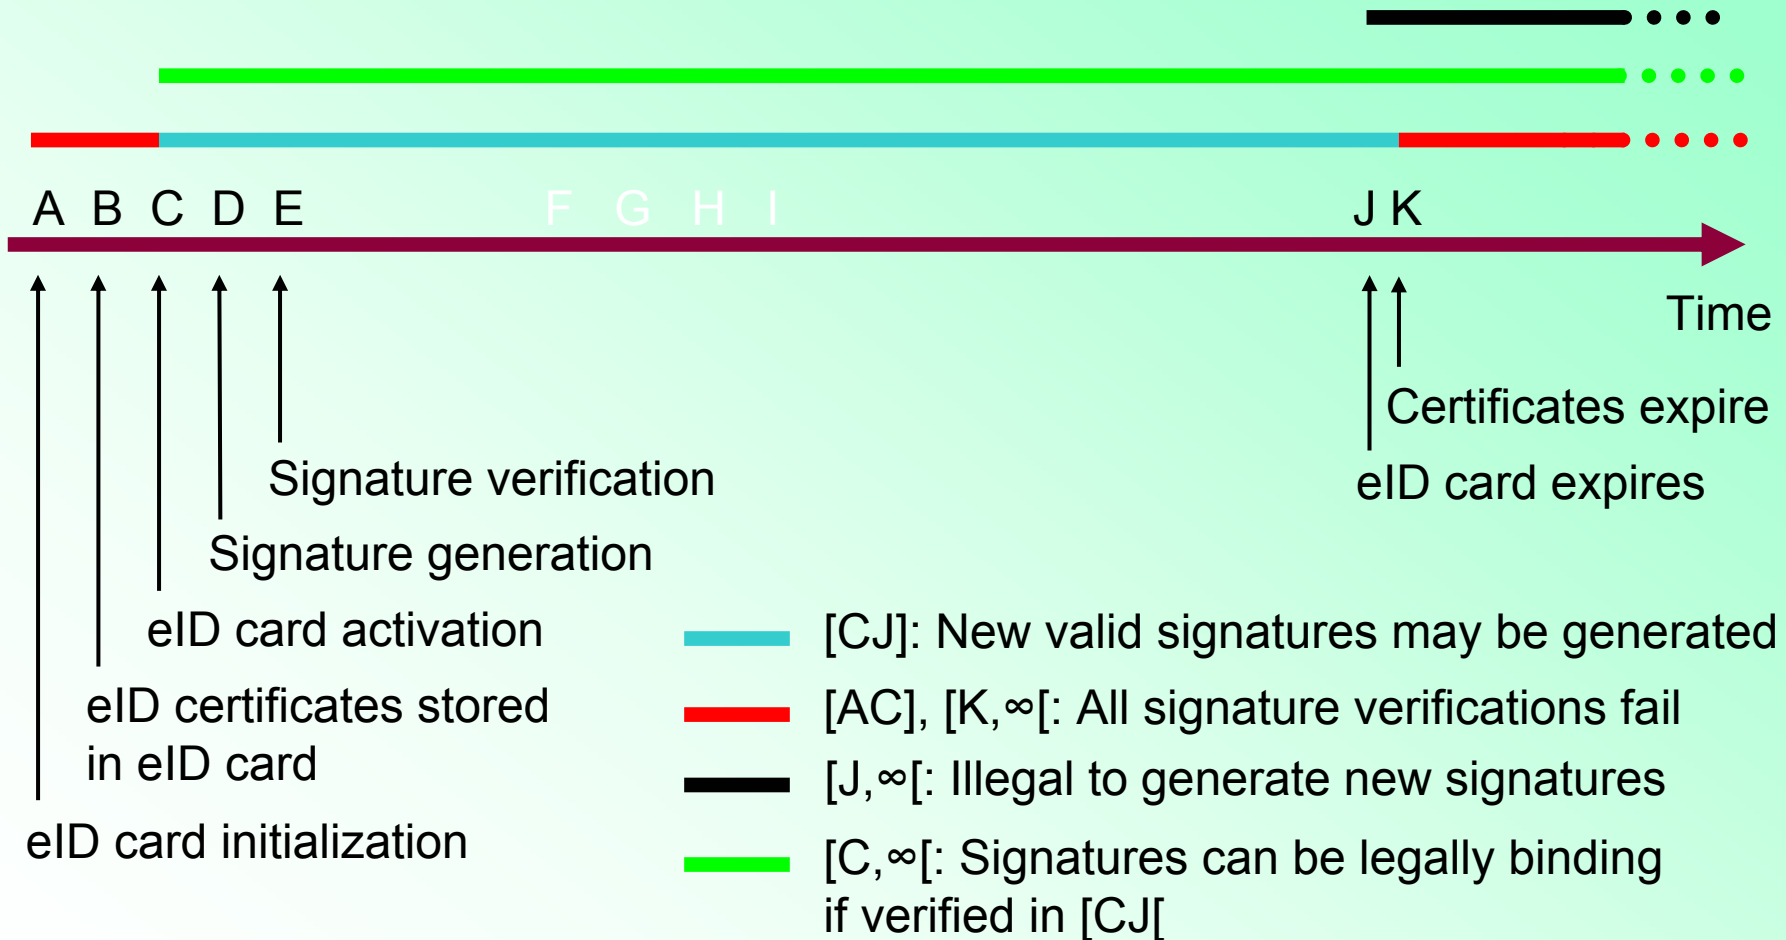 A B C D E F G H I J K
Time
Certificates expire
eID card expires
Signature verification
Signature generation
eID card activation
eID certificates stored
in eID card
eID card initialization
[CJ]: New valid signatures may be generated
[AC], [K,∞[: All signature verifications fail
[J,∞[: Illegal to generate new signatures
[C,∞[: Signatures can be legally binding
if verified in [CJ[